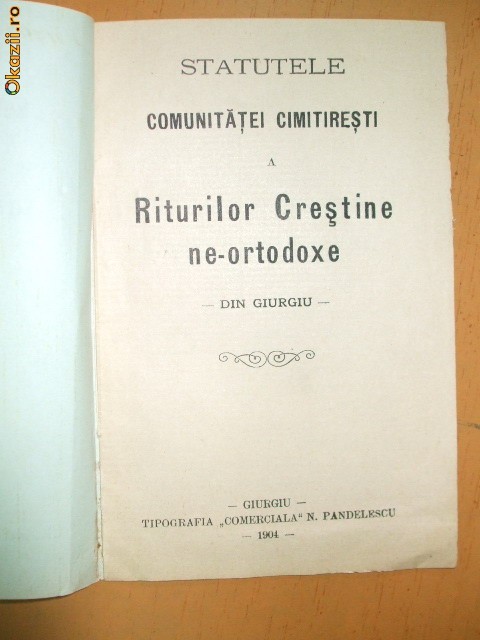 Okazii.ro
STATUTELE
COMUNITĂȚEI CIMITIREȘTI
A
Riturilor Creștine
ne-ortodoxe
— DIN GIURGIU —
— GIURGIU —
TIPOGRAFIA „COMERCIALA“ N. PANDELESCU
— 1904 —